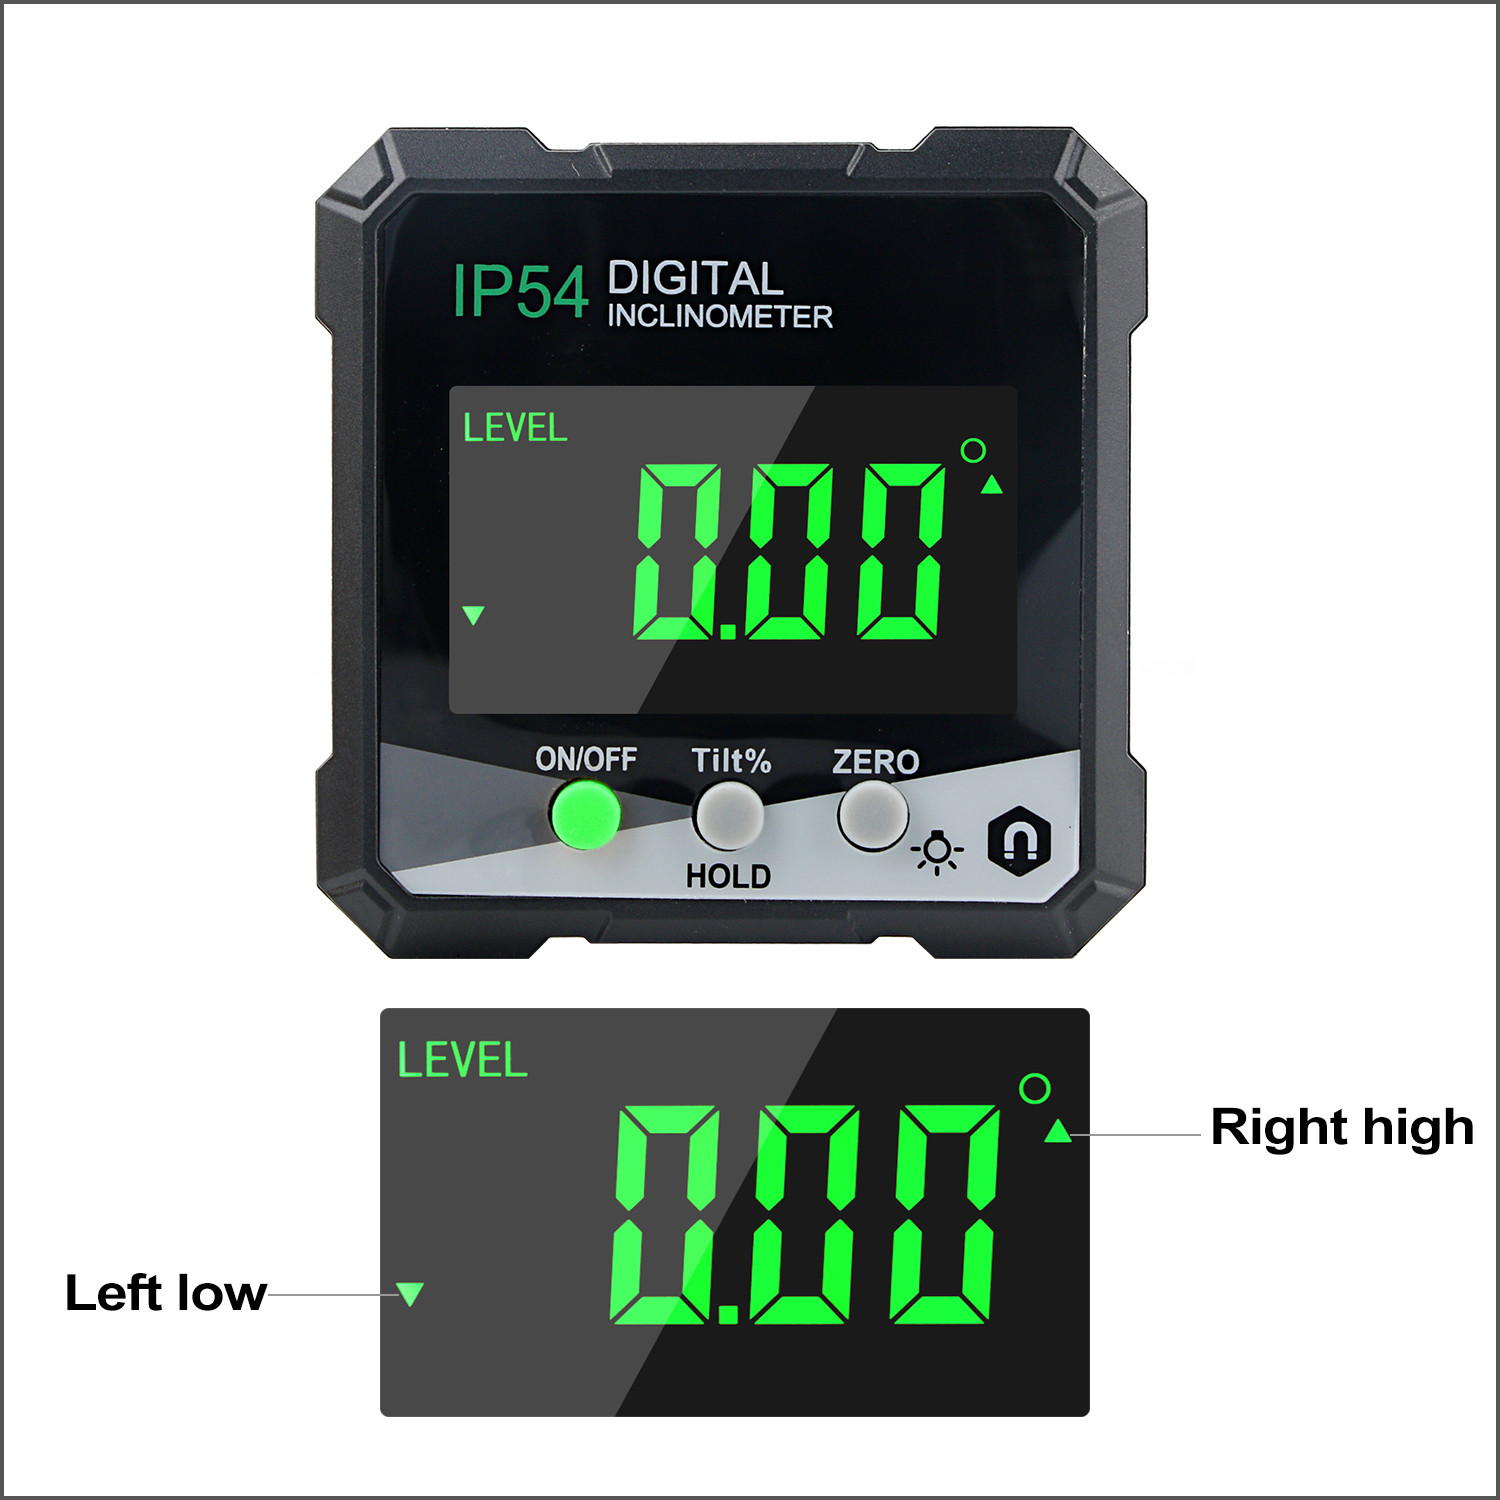 IP54 DIGITAL
INCLINOMETER
LEVEL
0.00°
ON/OFF Tilt% ZERO
HOLD
LEVEL
0.00°
Right high
Left low